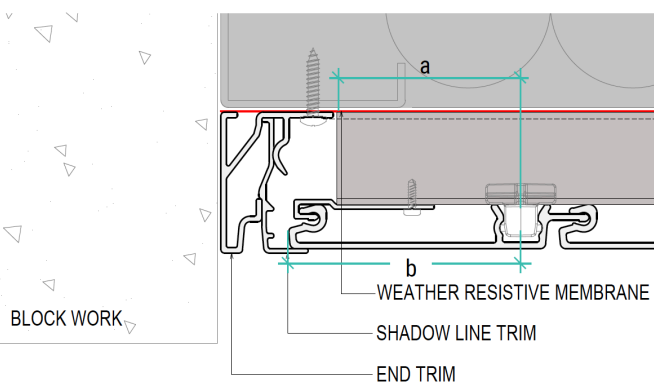 a
b
WEATHER RESISTIVE MEMBRANE
BLOCK WORK
SHADOW LINE TRIM
END TRIM